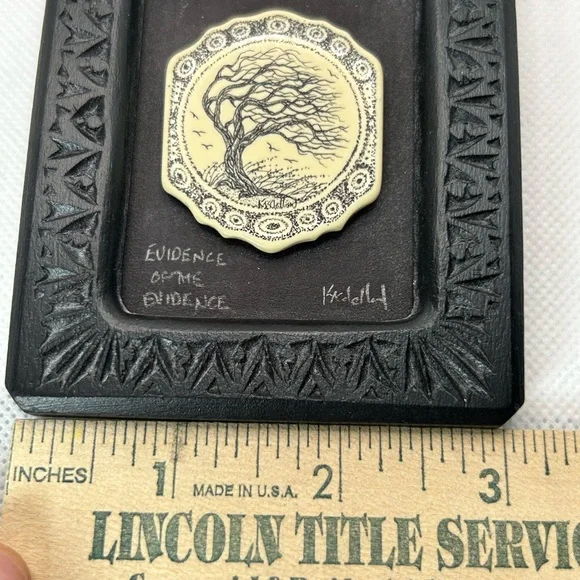 EVIDENCE
OF THE
EVIDENCE
INCHES 1 MADE IN U.S.A. 2 3
LINCOLN TITLE SERVIC